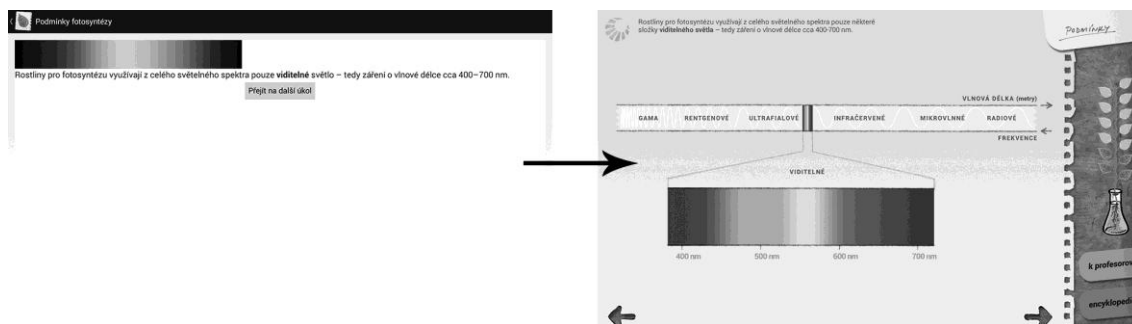 Podmínky fotosyntézy
Rostliny pro fotosyntézu využívají z celého světelného spektra pouze viditelné světlo – tedy záření o vlnové délce cca 400–700 nm.
Přejít na další úkol
Rostliny pro fotosyntézu využívají z celého světelného spektra pouze některé
složky viditelného světla – tedy záření o vlnové délce cca 400-700 nm.
PODMÍNKY
VLNOVÁ DÉLKA (metry)
GAMA RENTGENOVÉ ULTRAFIALOVÉ INFRAČERVENÉ MIKROVLNNÉ RADIOVÉ
FREKVENCE
VIDITELNÉ
400 nm 500 nm 600 nm 700 nm
k profesorov
encyklopedi